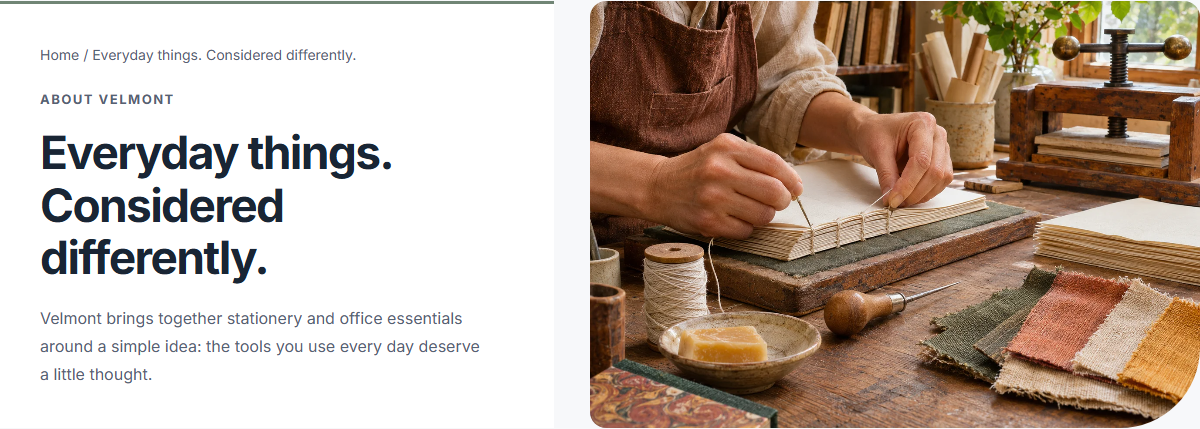 Home / Everyday things. Considered differently.
ABOUT VELMONT
Everyday things.
Considered
differently.
Velmont brings together stationery and office essentials
around a simple idea: the tools you use every day deserve
a little thought.